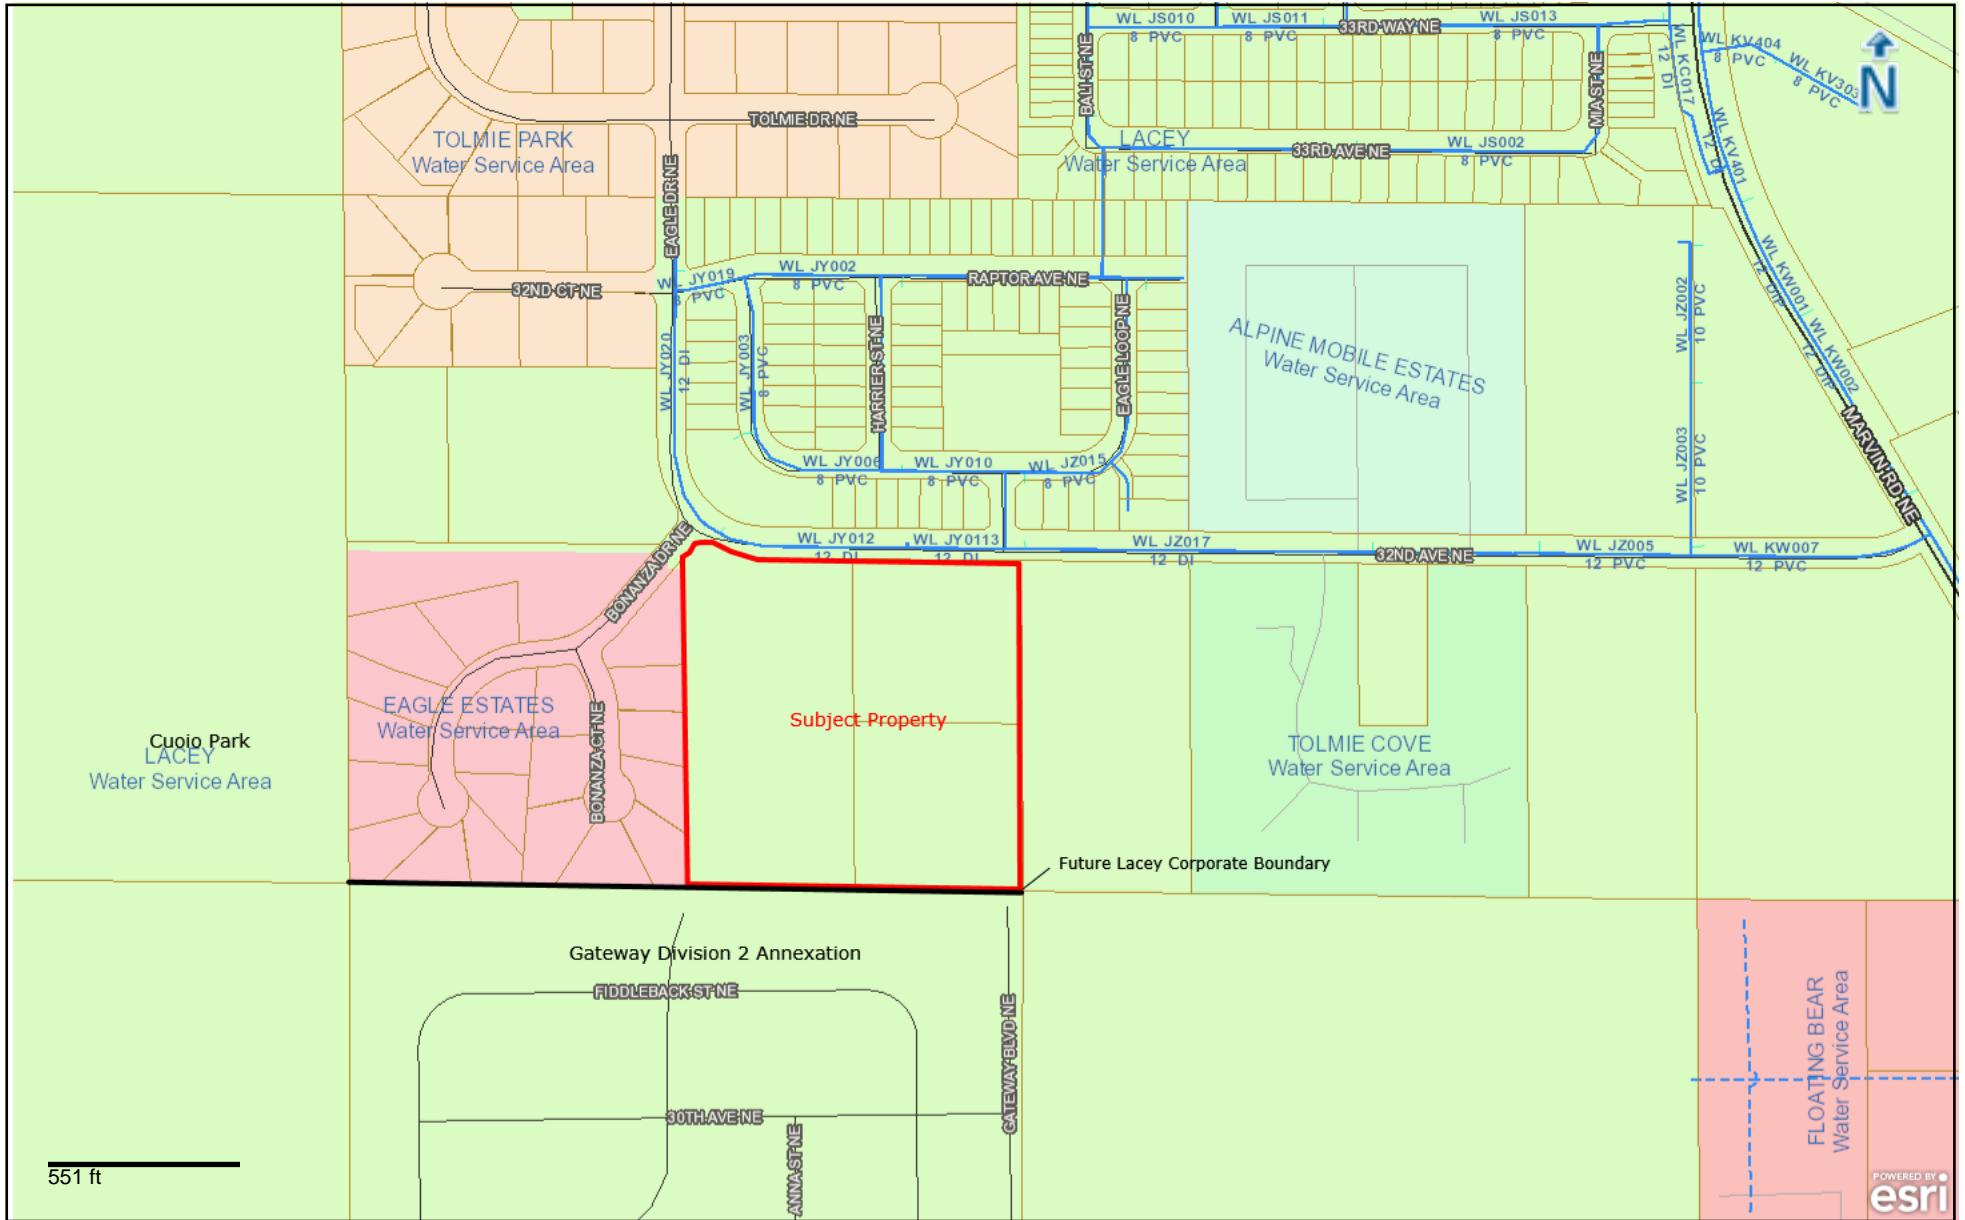 WL JS010
8 PVC
WL JS011
8 PVC
33RD WAY NE
WL JS013
8 PVC
BALI ST NE
MIA ST NE
WL KC017
12 DI
WL KV404
8 PVC
WL KV303
8 PVC
N
TOLMIE DR NE
TOLMIE PARK
Water Service Area
EAGLE DR NE
LACEY
Water Service Area
33RD AVE NE
WL JS002
8 PVC
12 DI
WL KV401
32ND CT NE
WL JY019
8 PVC
WL JY002
8 PVC
RAPTOR AVE NE
WL JY020
12 DI
WL JY003
8 PVC
HARRIER ST NE
EAGLE LOOP NE
ALPINE MOBILE ESTATES
Water Service Area
WL JZ002
10 PVC
WL KW001
12 DIP
WL KW002
12 DIP
WL JZ003
10 PVC
MARVIN RD NE
WL JY006
8 PVC
WL JY010
8 PVC
WL JZ015
8 PVC
BONANZA DR NE
WL JY012
12 DI
WL JY0113
12 DI
WL JZ017
12 DI
32ND AVE NE
WL JZ005
12 PVC
WL KW007
12 PVC
EAGLE ESTATES
Water Service Area
BONANZA CT NE
Subject Property
Cuoio Park
LACEY
Water Service Area
TOLMIE COVE
Water Service Area
Future Lacey Corporate Boundary
Gateway Division 2 Annexation
FIDDLEBACK ST NE
GATEWAY BLVD NE
30TH AVE NE
ANNA ST NE
FLOATING BEAR
Water Service Area
551 ft
POWERED BY
esri